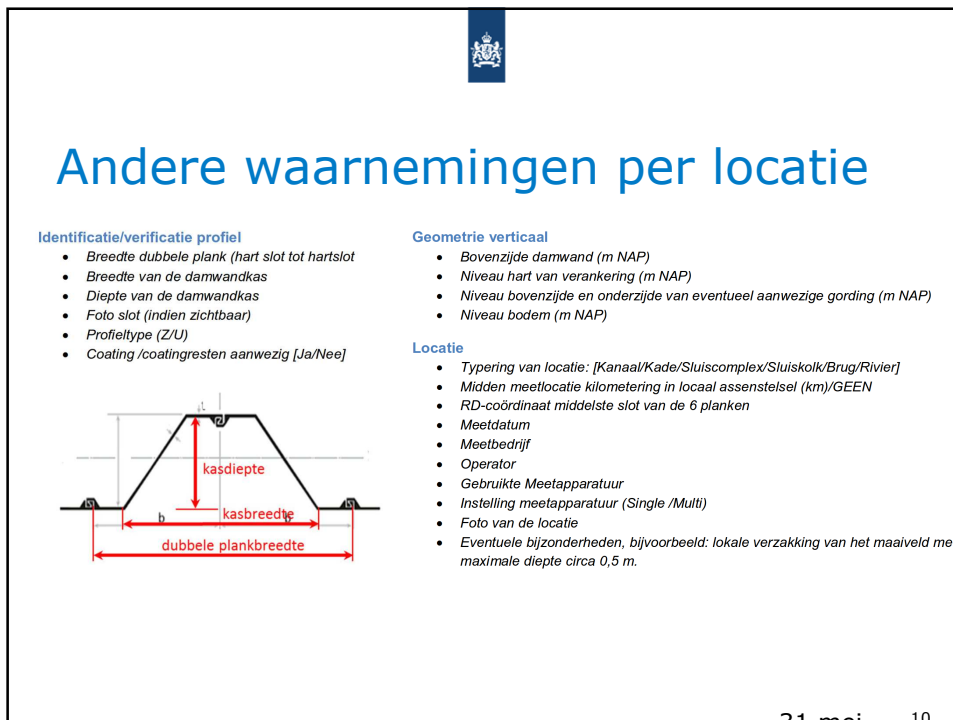 Andere waarnemingen per locatie
Identificatie/verificatie profiel
• Breedte dubbele plank (hart slot tot hartslot
• Breedte van de damwandkas
• Diepte van de damwandkas
• Foto slot (indien zichtbaar)
• Profieltype (Z/U)
• Coating /coatingresten aanwezig [Ja/Nee]
t
kasdiepte
kasbreedte
b
b
dubbele plankbreedte
Geometrie verticaal
• Bovenzijde damwand (m NAP)
• Niveau hart van verankering (m NAP)
• Niveau bovenzijde en onderzijde van eventueel aanwezige gording (m NAP)
• Niveau bodem (m NAP)
Locatie
• Typering van locatie: [Kanaal/Kade/Sluiscomplex/Sluiskolk/Brug/Rivier]
• Midden meetlocatie kilometering in locaal assenstelsel (km)/GEEN
• RD-coördinaat middelste slot van de 6 planken
• Meetdatum
• Meetbedrijf
• Operator
• Gebruikte Meetapparatuur
• Instelling meetapparatuur (Single /Multi)
• Foto van de locatie
• Eventuele bijzonderheden, bijvoorbeeld: lokale verzakking van het maaiveld me
maximale diepte circa 0,5 m.
31 mei
10